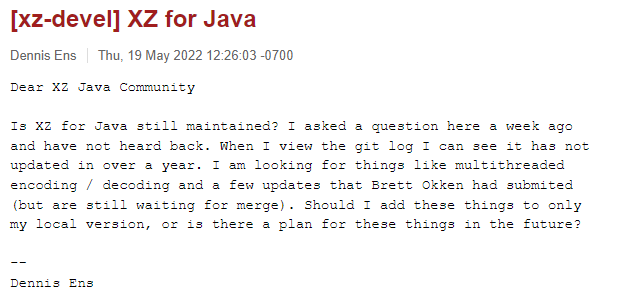 [xz-devel] XZ for Java
Dennis Ens | Thu, 19 May 2022 12:26:03 -0700
Dear XZ Java Community
Is XZ for Java still maintained? I asked a question here a week ago
and have not heard back. When I view the git log I can see it has not
updated in over a year. I am looking for things like multithreaded
encoding / decoding and a few updates that Brett Okken had submited
(but are still waiting for merge). Should I add these things to only
my local version, or is there a plan for these things in the future?
--
Dennis Ens